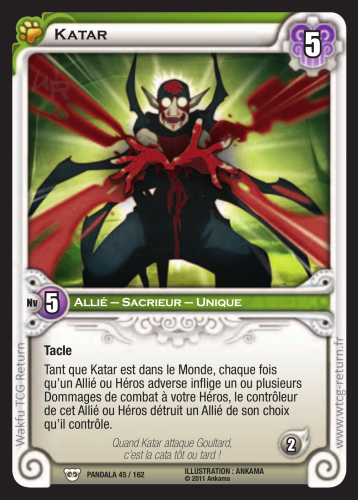 Katar
5
Nv 5 Allié – Sacrieur – Unique
Tacle
Tant que Katar est dans le Monde, chaque fois
qu'un Allié ou Héros adverse inflige un ou plusieurs
Dommages de combat à votre Héros, le contrôleur
de cet Allié ou Héros détruit un Allié de son choix
qu'il contrôle.
Quand Katar attaque Goultard,
c'est la cata tôt ou tard !
2
PANDALA 45 / 162
ILLUSTRATION : ANKAMA
© 2011 Ankama
Wakfu TCG Return
www.wtcg-return.fr